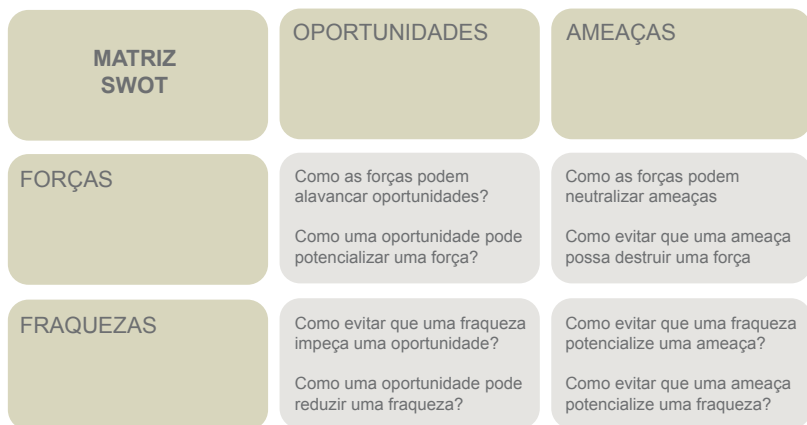 MATRIZ
SWOT
OPORTUNIDADES
AMEAÇAS
FORÇAS
Como as forças podem
alavancar oportunidades?
Como uma oportunidade pode
potencializar uma força?
Como as forças podem
neutralizar ameaças
Como evitar que uma ameaça
possa destruir uma força
FRAQUEZAS
Como evitar que uma fraqueza
impeça uma oportunidade?
Como uma oportunidade pode
reduzir uma fraqueza?
Como evitar que uma fraqueza
potencialize uma ameaça?
Como evitar que uma ameaça
potencialize uma fraqueza?